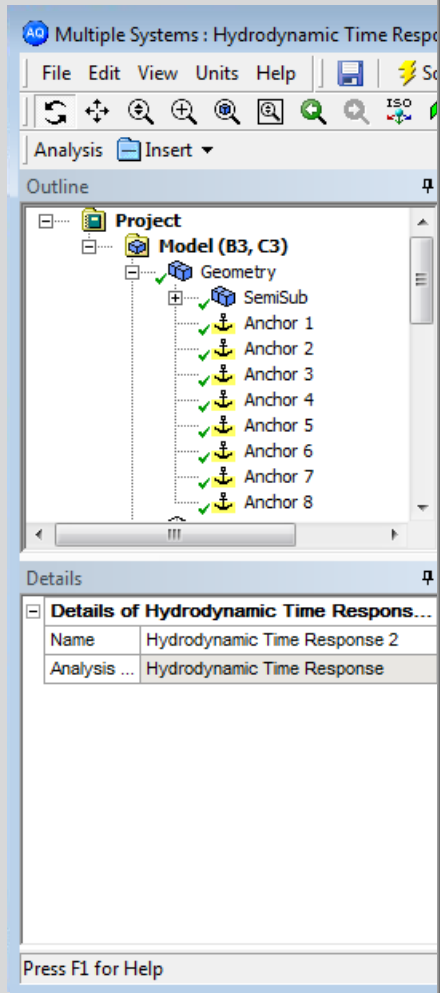 AQ Multiple Systems : Hydrodynamic Time Respo
File Edit View Units Help
ISO
Analysis Insert
Outline
Project
Model (B3, C3)
Geometry
SemiSub
Anchor 1
Anchor 2
Anchor 3
Anchor 4
Anchor 5
Anchor 6
Anchor 7
Anchor 8
Details
Details of Hydrodynamic Time Respons...
Name Hydrodynamic Time Response 2
Analysis ... Hydrodynamic Time Response
Press F1 for Help